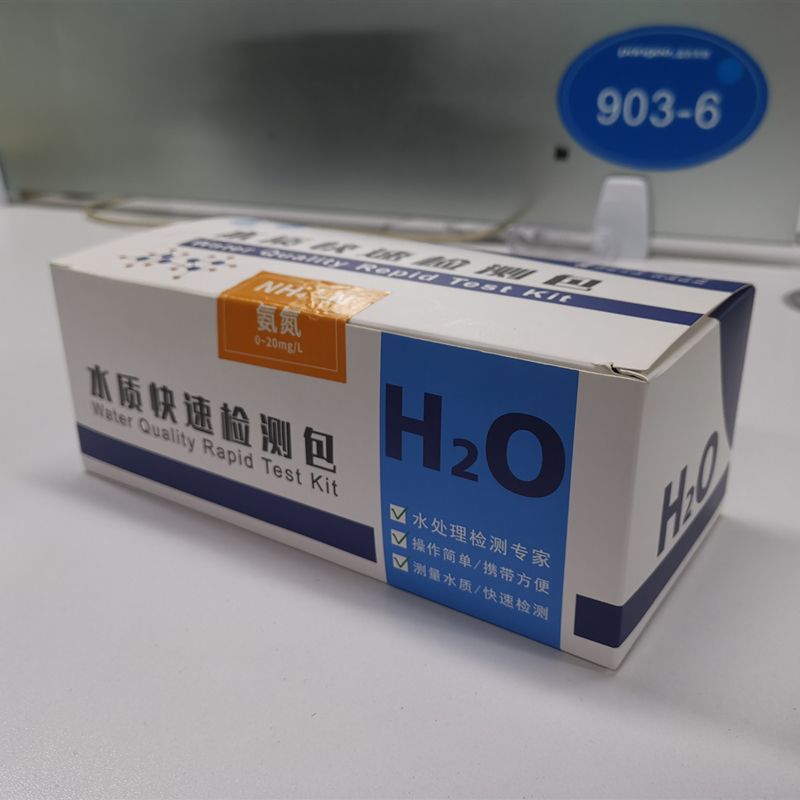 903-6
水质快速检测包
Water Quality Rapid Test Kit
氨氮
0~20mg/L
水质快速检测包
Water Quality Rapid Test Kit
H₂O
水处理检测专家
操作简单/携带方便
测量水质/快速检测
H₂O